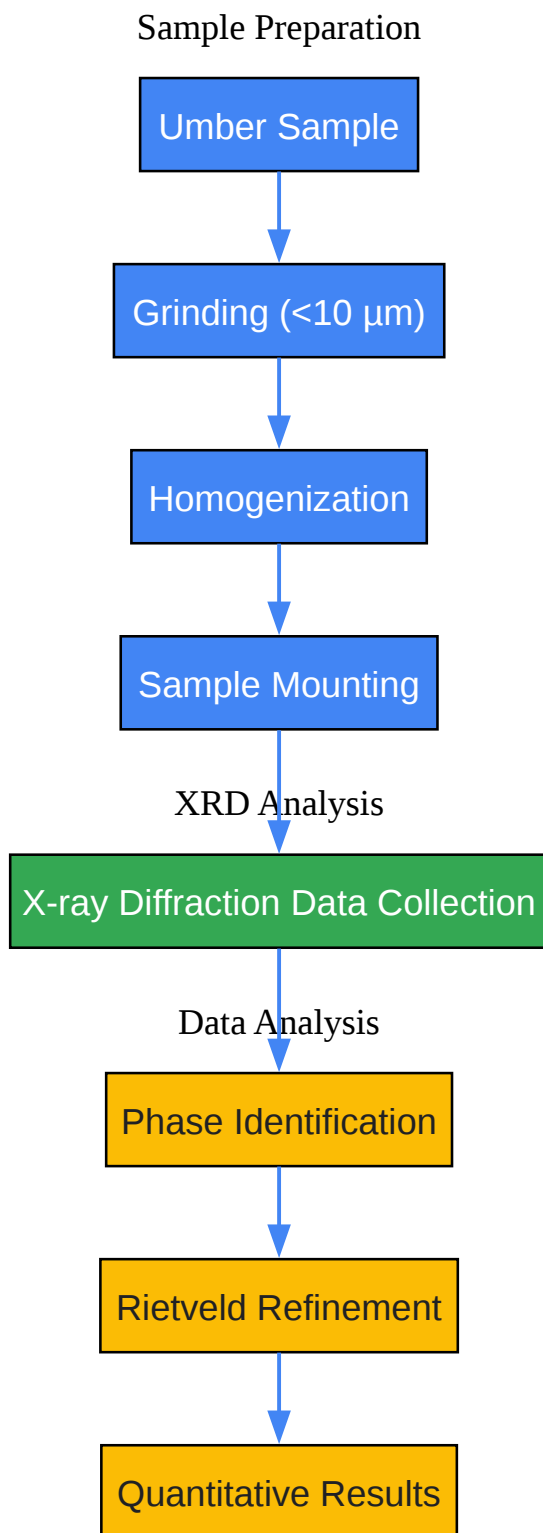 Sample Preparation
Umber Sample
Grinding (<10 µm)
Homogenization
Sample Mounting
XRD Analysis
X-ray Diffraction Data Collection
Data Analysis
Phase Identification
Rietveld Refinement
Quantitative Results